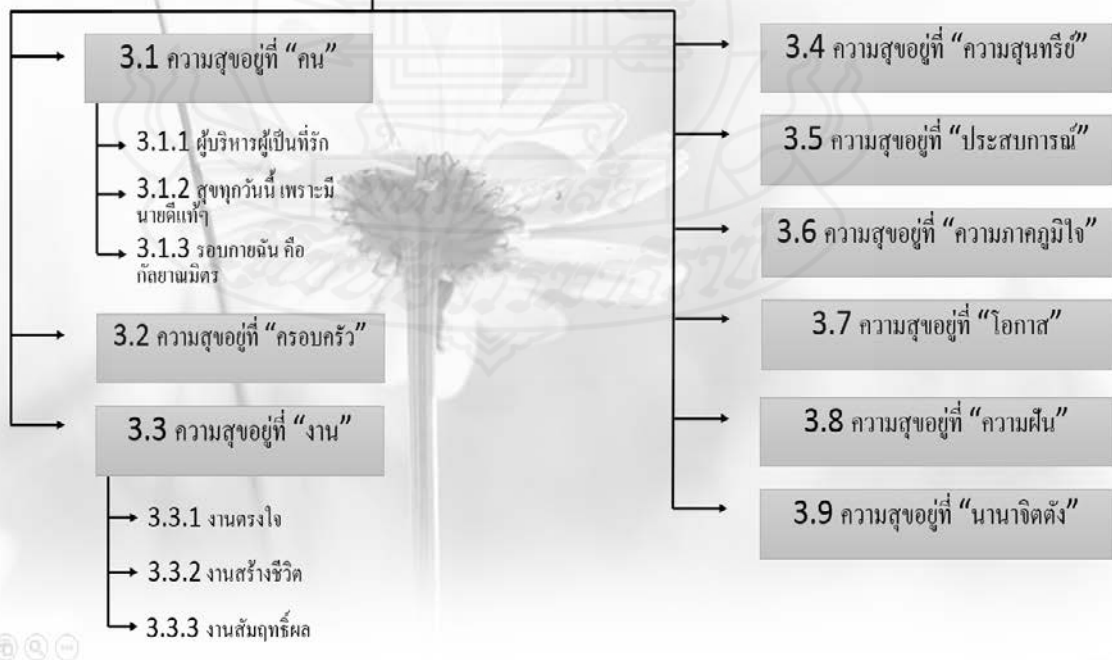 3.1 ความสุขอยู่ที่ “คน”
3.1.1 ผู้บริหารผู้เป็นที่รัก
3.1.2 สุขทุกวันนี้ เพราะมี
นายดีแท้ๆ
3.1.3 รอบกายฉัน คือ
กัลยาณมิตร
3.2 ความสุขอยู่ที่ “ครอบครัว”
3.3 ความสุขอยู่ที่ “งาน”
3.3.1 งานตรงใจ
3.3.2 งานสร้างชีวิต
3.3.3 งานสัมฤทธิ์ผล
3.4 ความสุขอยู่ที่ “ความสุนทรีย์”
3.5 ความสุขอยู่ที่ “ประสบการณ์”
3.6 ความสุขอยู่ที่ “ความภาคภูมิใจ”
3.7 ความสุขอยู่ที่ “โอกาส”
3.8 ความสุขอยู่ที่ “ความฝัน”
3.9 ความสุขอยู่ที่ “นานาจิตตัง”